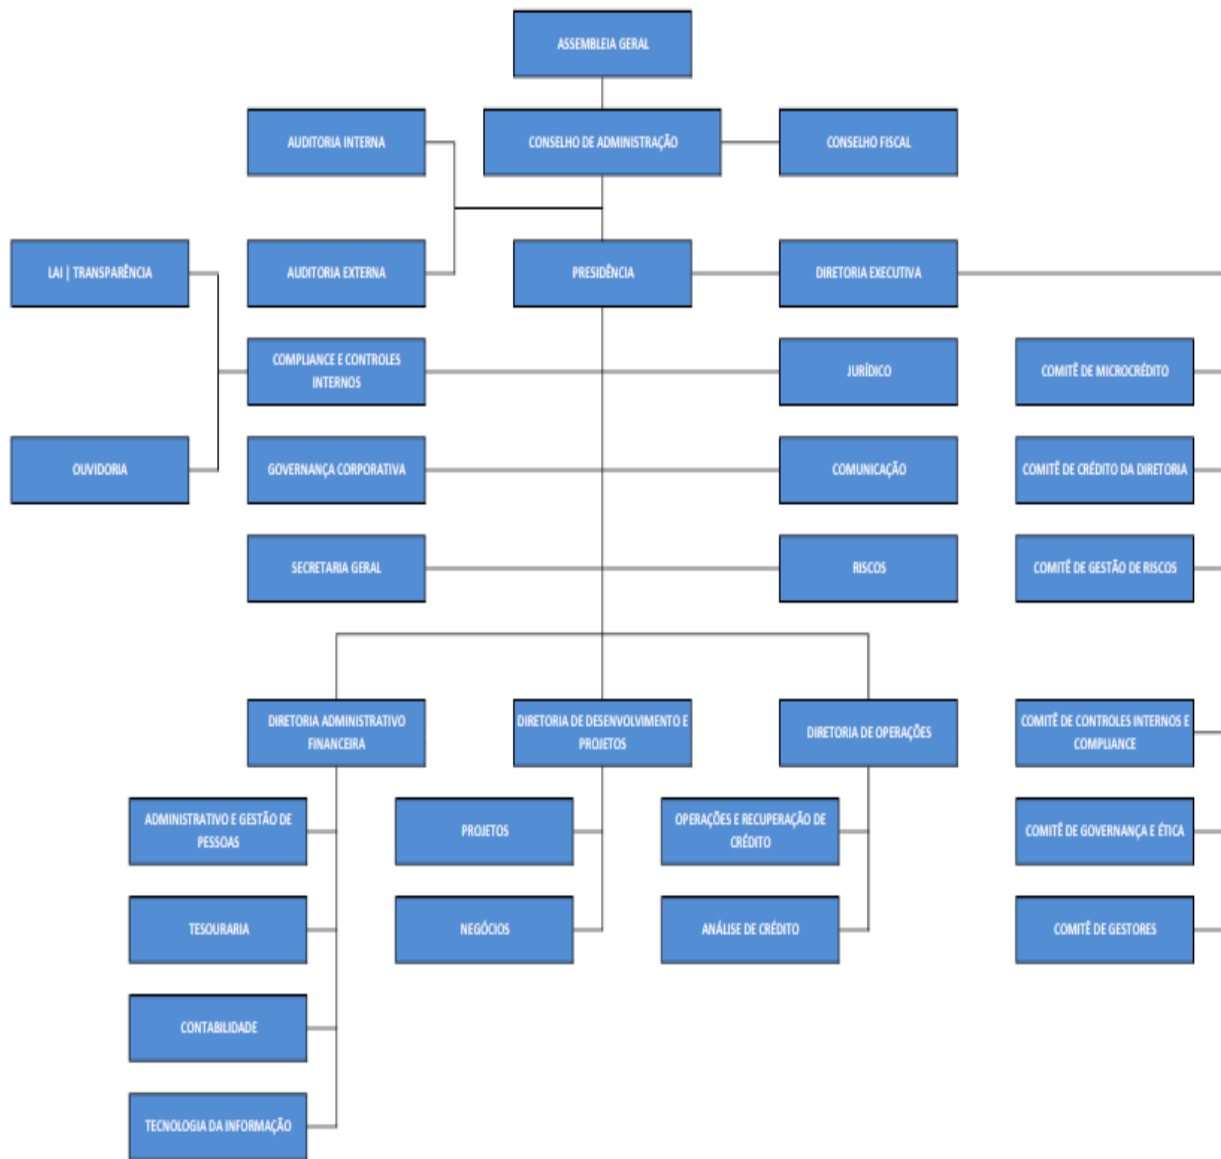 ASSEMBLEIA GERAL
AUDITORIA INTERNA
CONSELHO DE ADMINISTRAÇÃO
CONSELHO FISCAL
LAI | TRANSPARÊNCIA
AUDITORIA EXTERNA
PRESIDÊNCIA
DIRETORIA EXECUTIVA
COMPLIANCE E CONTROLES
INTERNOS
JURÍDICO
COMITÊ DE MICROCRÉDITO
OUVIDORIA
GOVERNANÇA CORPORATIVA
COMUNICAÇÃO
COMITÊ DE CRÉDITO DA DIRETORIA
SECRETARIA GERAL
RISCOS
COMITÊ DE GESTÃO DE RISCOS
DIRETORIA ADMINISTRATIVO
FINANCEIRA
DIRETORIA DE DESENVOLVIMENTO E
PROJETOS
DIRETORIA DE OPERAÇÕES
COMITÊ DE CONTROLES INTERNOS E
COMPLIANCE
ADMINISTRATIVO E GESTÃO DE
PESSOAS
PROJETOS
OPERAÇÕES E RECUPERAÇÃO DE
CRÉDITO
COMITÊ DE GOVERNANÇA E ÉTICA
TESOURARIA
NEGÓCIOS
ANÁLISE DE CRÉDITO
COMITÊ DE GESTORES
CONTABILIDADE
TECNOLOGIA DA INFORMAÇÃO